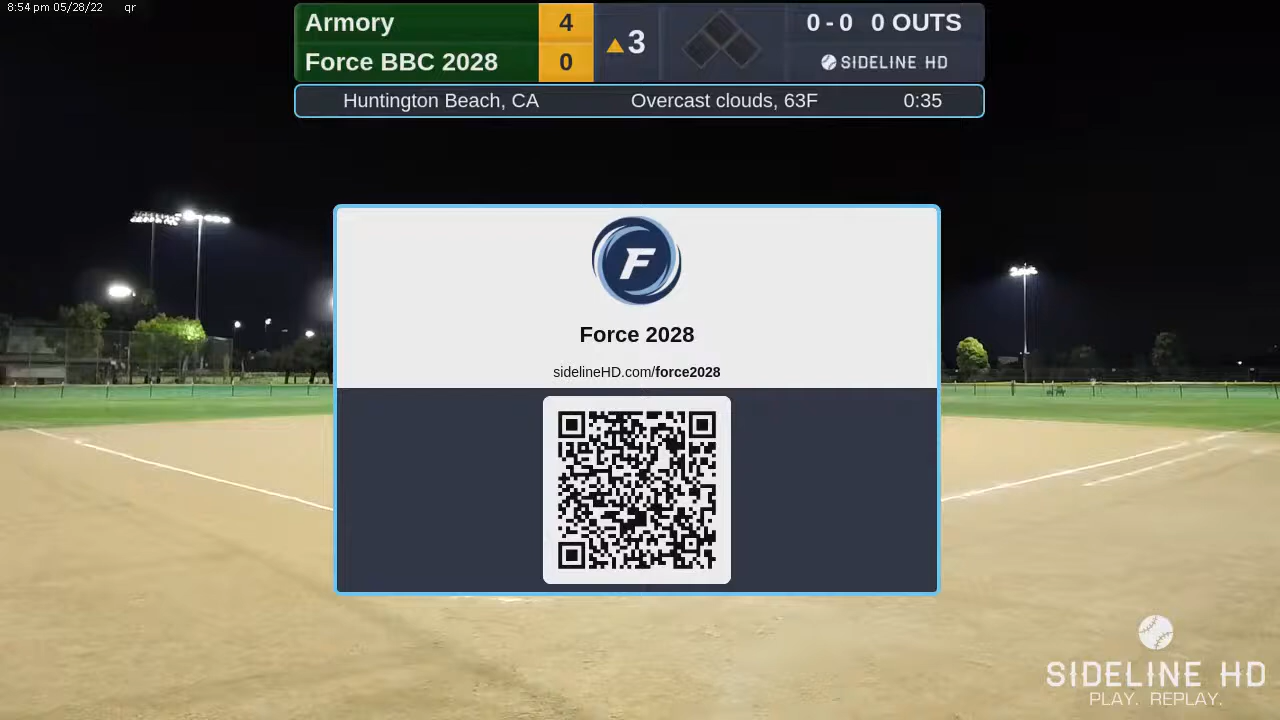 8:54 pm 05/28/22 qr
Armory 4
Force BBC 2028 0
3
0 - 0 0 OUTS
SIDELINE HD
Huntington Beach, CA Overcast clouds, 63F 0:35
F
Force 2028
sidelineHD.com/force2028
SIDELINE HD
PLAY. REPLAY.